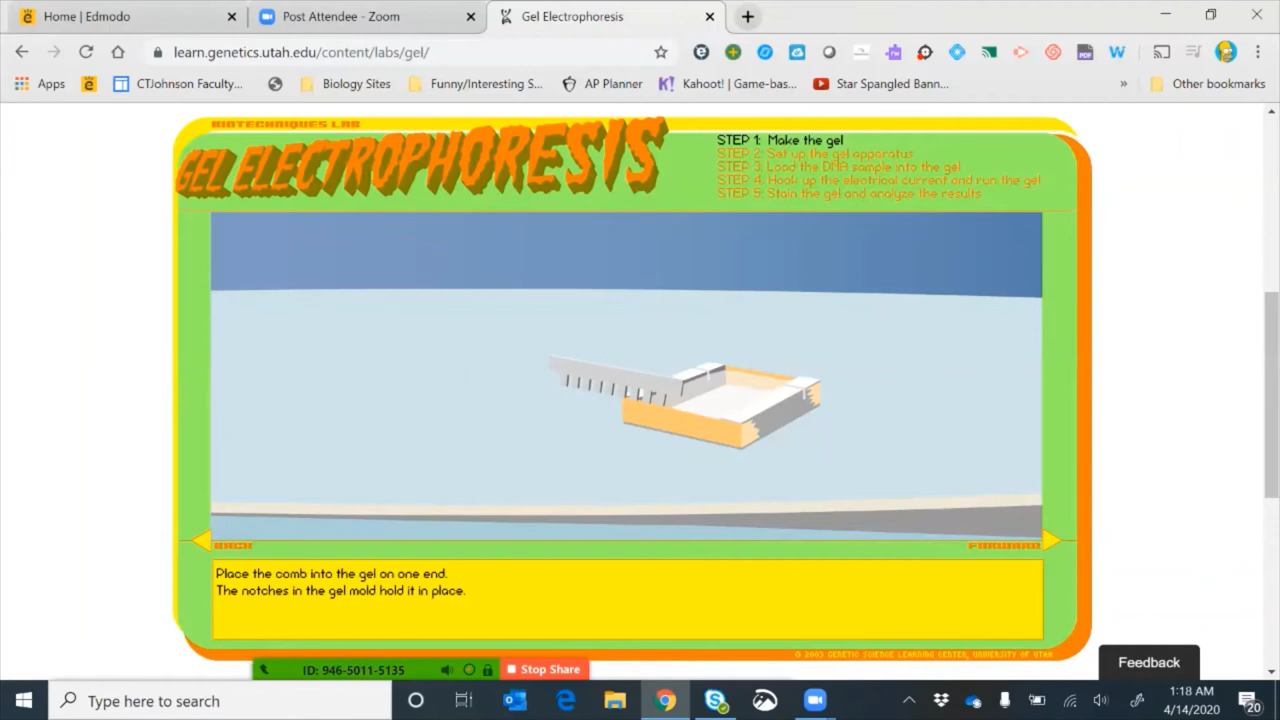 Home | Edmodo
Post Attendee - Zoom
Gel Electrophoresis
learn.genetics.utah.edu/content/labs/gel/
Apps
CTJohnson Faculty...
Biology Sites
Funny/Interesting S...
AP Planner
Kahoot! | Game-bas...
Star Spangled Bann...
Other bookmarks
BIOTECHNIQUES LAB
GEL ELECTROPHORESIS
STEP 1: Make the gel
STEP 2: Set up the gel apparatus
STEP 3: Load the DNA sample into the gel
STEP 4: Hook up the electrical current and run the gel
STEP 5: Stain the gel and analyze the results
BACK
FORWARD
Place the comb into the gel on one end.
The notches in the gel mold hold it in place.
© 2003 GENETIC SCIENCE LEARNING CENTER, UNIVERSITY OF UTAH
ID: 946-5011-5135
Stop Share
Feedback
Type here to search
1:18 AM
4/14/2020
20